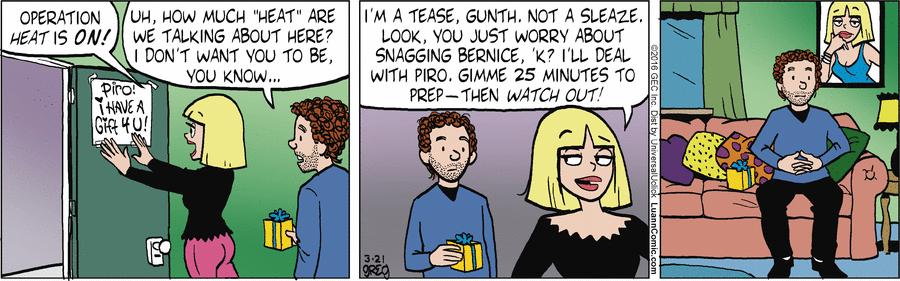 OPERATION
HEAT IS ON!
UH, HOW MUCH "HEAT" ARE
WE TALKING ABOUT HERE?
I DON'T WANT YOU TO BE,
YOU KNOW...
Piro!
i HAVE A
Gift 4 U!
I'M A TEASE, GUNTH. NOT A SLEAZE.
LOOK, YOU JUST WORRY ABOUT
SNAGGING BERNICE, 'K? I'LL DEAL
WITH PIRO. GIMME 25 MINUTES TO
PREP—THEN WATCH OUT!
3-21
GREG
©2016 GEC Inc. Dist by UniversalUclick LuannComic.com